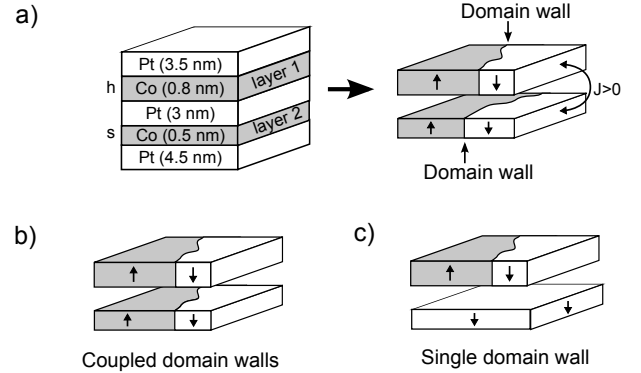 a)
Domain wall
Pt (3.5 nm)
h
Co (0.8 nm)
layer 1
Pt (3 nm)
s
Co (0.5 nm)
layer 2
Pt (4.5 nm)
J>0
Domain wall
b)
c)
Coupled domain walls
Single domain wall